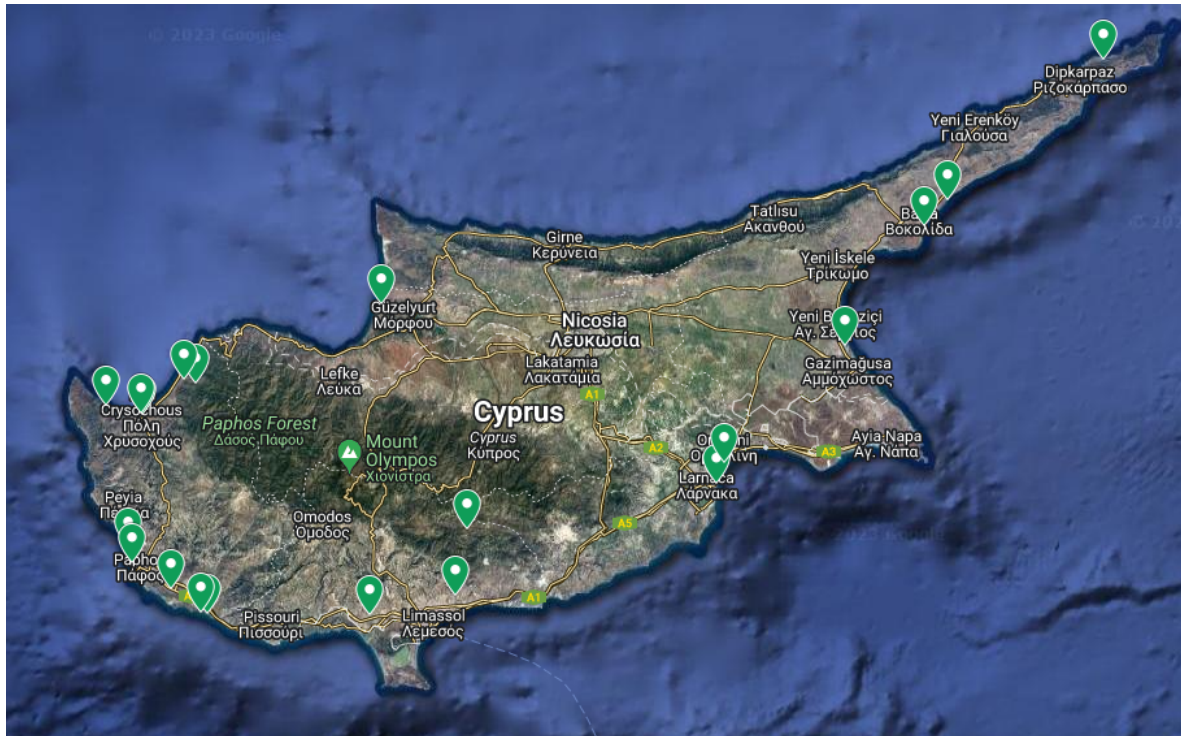 © 2023 Google
Dipkarpaz
Ριζοκάρπασο
Yeni Erenköy
Γιαλούσα
Βοκολίδα
Tatlısu
Ακανθού
Girne
Κερύνεια
Yeni İskele
Τρίκωμο
Güzelyurt
Μόρφου
Nicosia
Λευκωσία
Yeni
Αγ.
Gazimağusa
Αμμόχωστος
Lefke
Λεύκα
Lakatamia
Λακατάμια
A1
Crysochous
Πόλη
Χρυσοχούς
Paphos Forest
Δάσος Πάφου
Cyprus
Cyprus
Κύπρος
Mount
Olympos
Χιονίστρα
A2
A3
Ayia Napa
Αγ. Νάπα
Larnaca
Λάρνακα
Peyia
Omodos
Όμοδος
A5
Πάφος
A1
Pissouri
Πισσούρι
Limassol
Λεμεσός